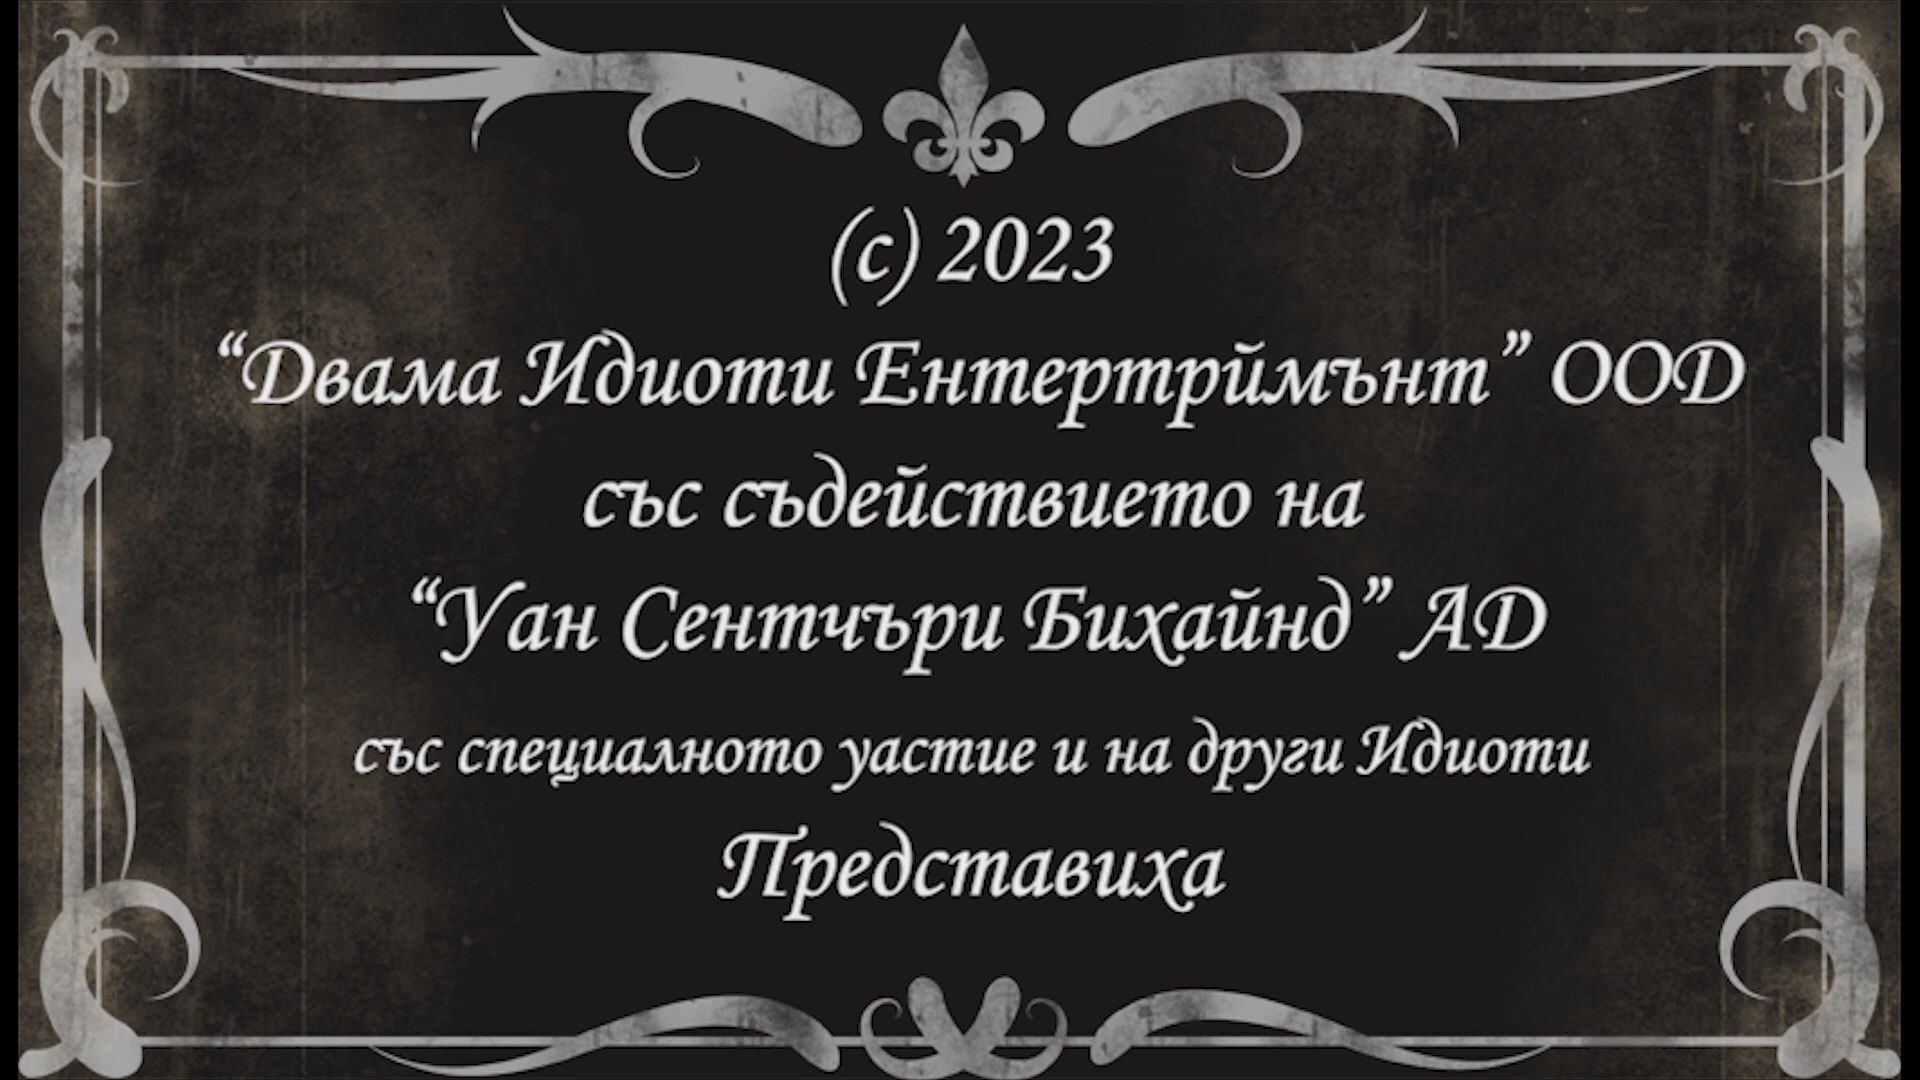 (c) 2023
“Двама Идиоти Ентертрймънт” ООД
със съдействието на
“Уан Сентчъри Бихайнд” АД
със специалното уастие и на други Идиоти
Представиха